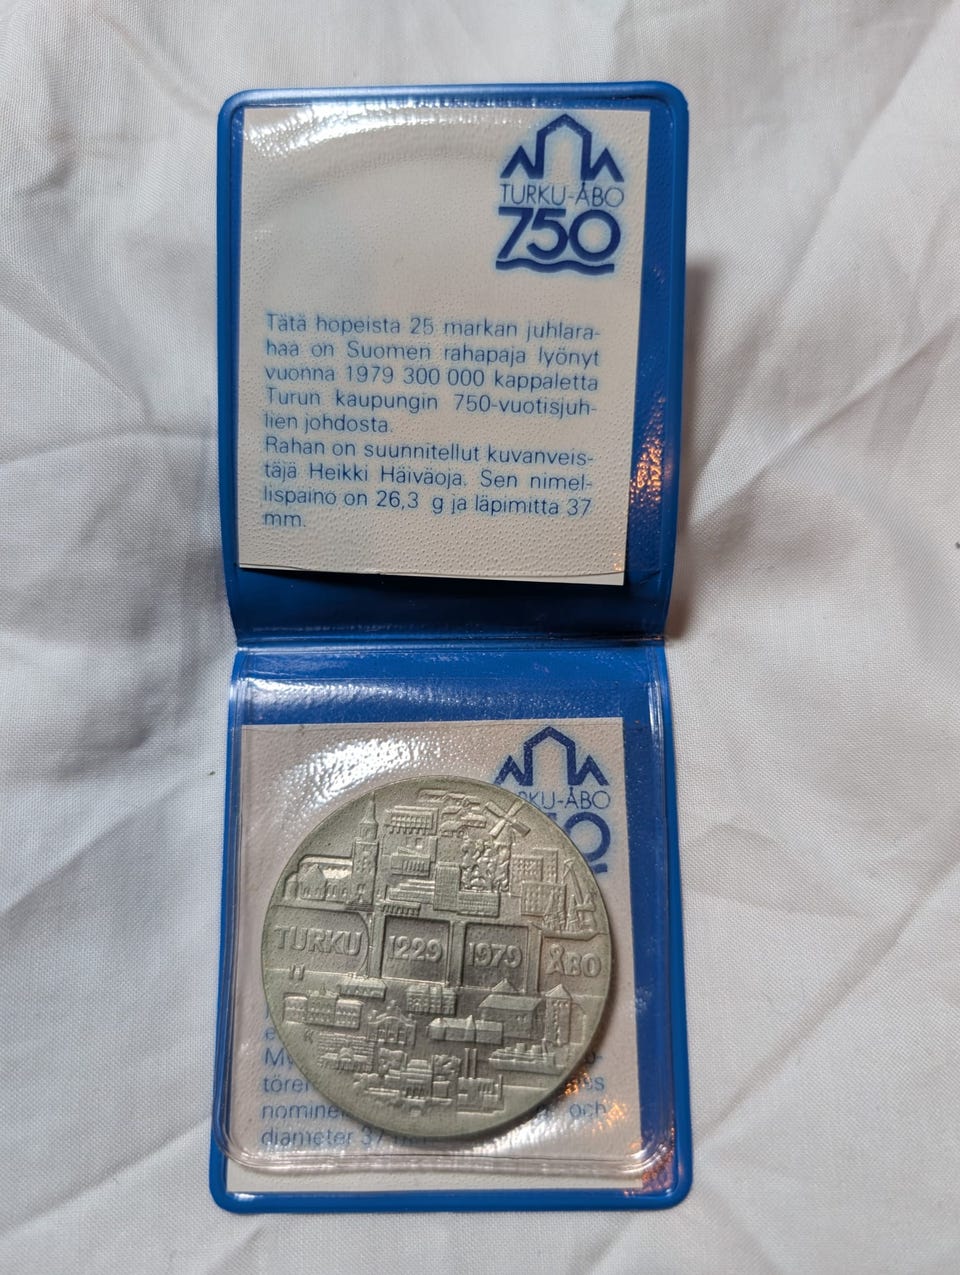 TURKU-ÅBO
750
Tätä hopeista 25 markan juhlara-
haa on Suomen rahapaja lyönyt
vuonna 1979 300 000 kappaletta
Turun kaupungin 750-vuotisjuh-
lien johdosta.
Rahan on suunnitellut kuvanveis-
täjä Heikki Häiväoja. Sen nimel-
lispaino on 26,3 g ja läpimitta 37
mm.
TURKU 1229 1979 ÅBO
och
diameter 37